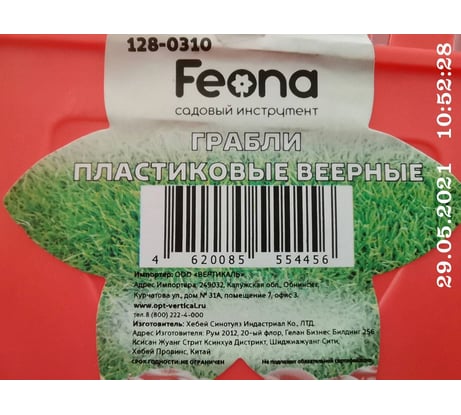 128-0310
Feona
садовый инструмент
ГРАБЛИ
ПЛАСТИКОВЫЕ ВЕЕРНЫЕ
4 620085 554456
Импортер: ООО "ВЕРТИКАЛЬ"
Адрес Импортера, 249032, Калужская обл., Обнинск,
Курчатова ул., дом № 31А, помещение 7, офис 3.
www.opt-vertical.ru
тел.8 (800) 222-4-000
Изготовитель: Хебей Синотулз Индастриал Ко., ЛТД.
Адрес Изготовителя: Рум 2012, 20-ый флор, Гелан Бизнес Билдинг 256
Ксисан Жуанг Стрит Ксинхуа Дистрикт, Шиджиажуанг Сити,
Хебей Провинс, Китай
СРОК ГОДНОСТИ: НЕ ОГРАНИЧЕН
Не подлежит обязательной сертификации.
29.05.2021 10:52:28